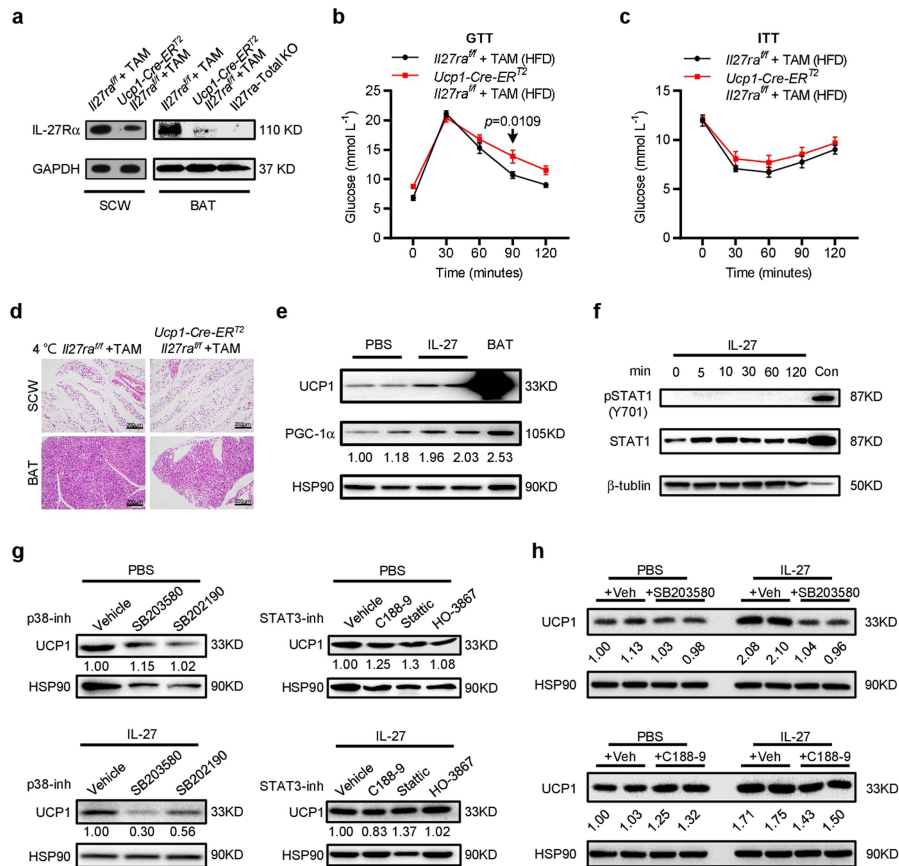 a
Il27ra^f/f + TAM
Ucp1-Cre-ER^T2
Il27ra^f/f +TAM
Il27ra^f/f + TAM
Ucp1-Cre-ER^T2
Il27ra^f/f +TAM
Il27ra-Total KO
IL-27Rα
110 KD
GAPDH
37 KD
SCW
BAT
b
GTT
Il27ra^f/f + TAM (HFD)
Ucp1-Cre-ER^T2
Il27ra^f/f + TAM (HFD)
25
20
15
10
5
0
p=0.0109
Glucose (mmol L⁻¹)
0 30 60 90 120
Time (minutes)
c
ITT
Il27ra^f/f + TAM (HFD)
Ucp1-Cre-ER^T2
Il27ra^f/f + TAM (HFD)
15
10
5
0
Glucose (mmol L⁻¹)
0 30 60 90 120
Time (minutes)
d
4 ℃ Il27ra^f/f +TAM
Ucp1-Cre-ER^T2
Il27ra^f/f +TAM
SCW
200μm
200μm
BAT
200μm
200μm
e
PBS IL-27 BAT
UCP1
33KD
PGC-1α
105KD
1.00 1.18 1.96 2.03 2.53
HSP90
90KD
f
IL-27
min 0 5 10 30 60 120 Con
pSTAT1
(Y701)
87KD
STAT1
87KD
β-tublin
50KD
g
PBS
p38-inh
Vehicle SB203580 SB202190
UCP1
33KD
1.00 1.15 1.02
HSP90
90KD
PBS
STAT3-inh
Vehicle C188-9 Stattic HO-3867
UCP1
33KD
1.00 1.25 1.3 1.08
HSP90
90KD
IL-27
p38-inh
Vehicle SB203580 SB202190
UCP1
33KD
1.00 0.30 0.56
HSP90
90KD
IL-27
STAT3-inh
Vehicle C188-9 Stattic HO-3867
UCP1
33KD
1.00 0.83 1.37 1.02
HSP90
90KD
h
PBS IL-27
+Veh +SB203580 +Veh +SB203580
UCP1
33KD
1.00 1.13 1.03 0.98 2.08 2.10 1.04 0.96
HSP90
90KD
PBS IL-27
+Veh +C188-9 +Veh +C188-9
UCP1
33KD
1.00 1.03 1.25 1.32 1.71 1.75 1.43 1.50
HSP90
90KD